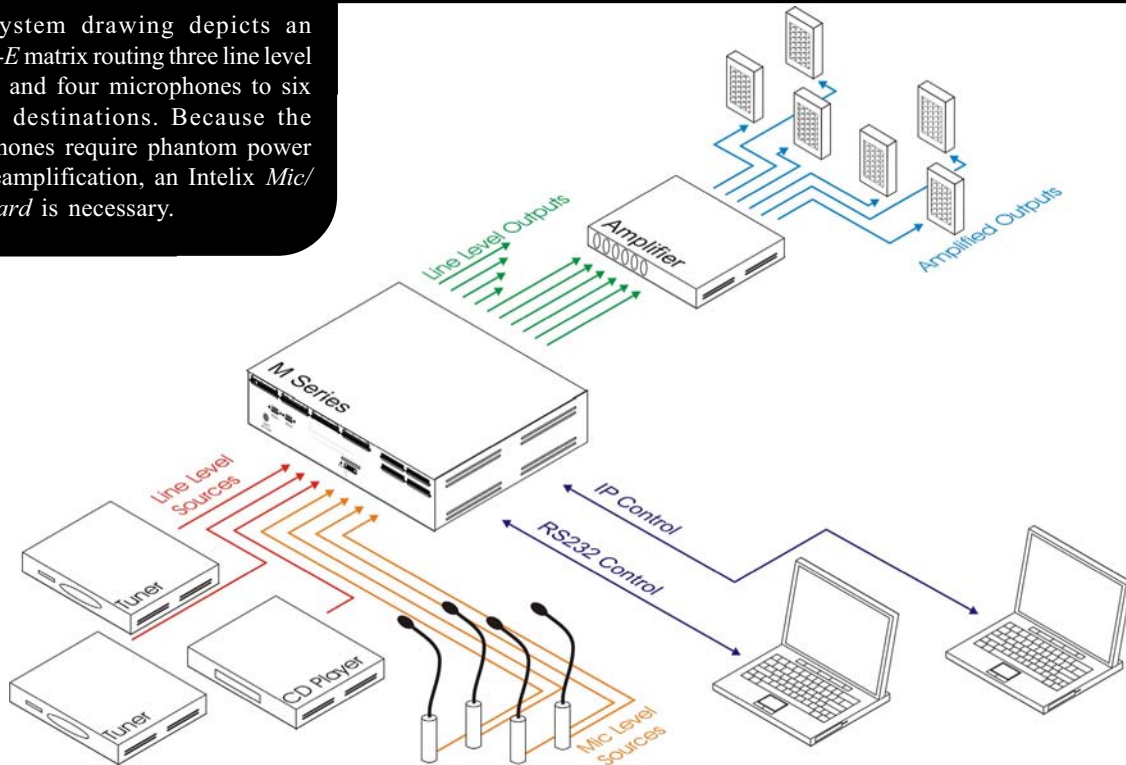 ystem drawing depicts an
-E matrix routing three line level
and four microphones to six
destinations. Because the
hones require phantom power
eamplification, an Intelix Mic/
ard is necessary.
Line Level Outputs
Amplifier
Amplified Outputs
M Series
Line Level
Sources
IP Control
RS232 Control
Tuner
Tuner
CD Player
Mic Level
Sources